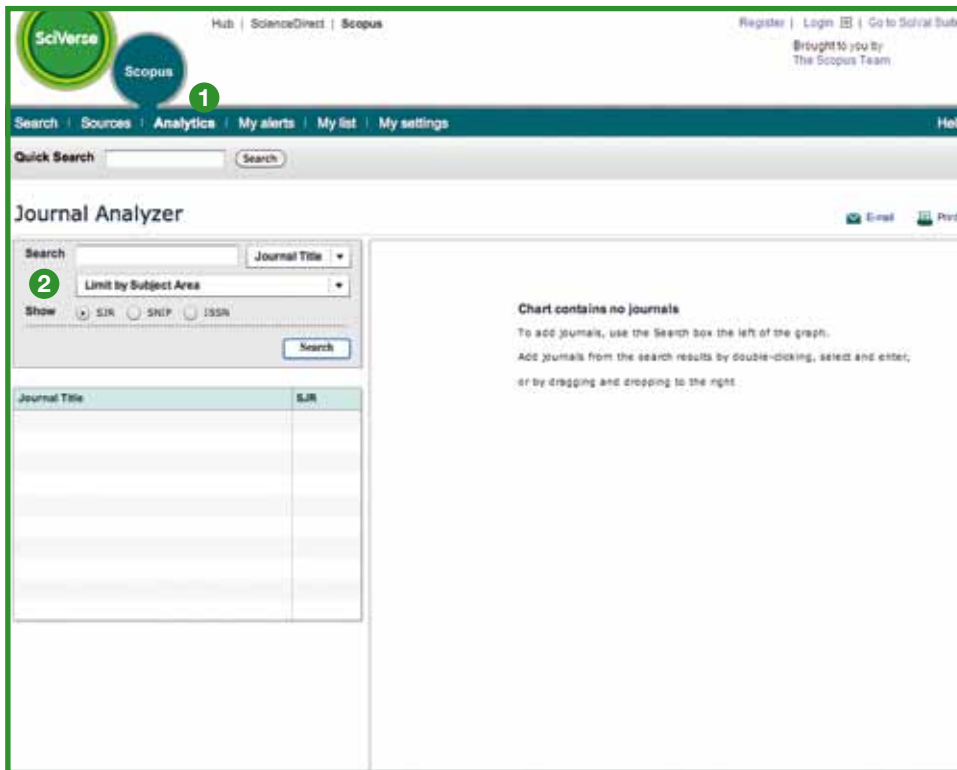 SciVerse
Scopus
Hub | ScienceDirect | Scopus
Register | Login | Go to SciVal Suite
Brought to you by
The Scopus Team
1
Search | Sources | Analytics | My alerts | My list | My settings
Hel
Quick Search
Search
Journal Analyzer
E-mail
Print
Search
Journal Title
2
Limit by Subject Area
Show
SJR
SNIP
ISSN
Search
Chart contains no journals
To add journals, use the Search box the left of the graph.
Add journals from the search results by double-clicking, select and enter,
or by dragging and dropping to the right
Journal Title
SJR